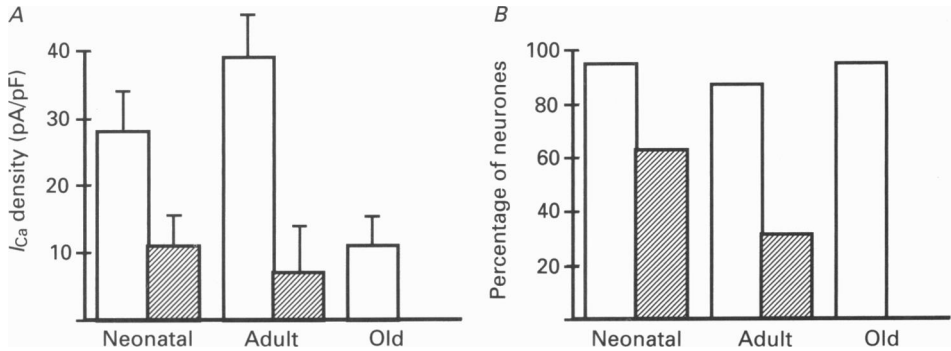 A
I_Ca density (pA/pF)
40
30
20
10
Neonatal Adult Old
B
Percentage of neurones
100
80
60
40
20
Neonatal Adult Old